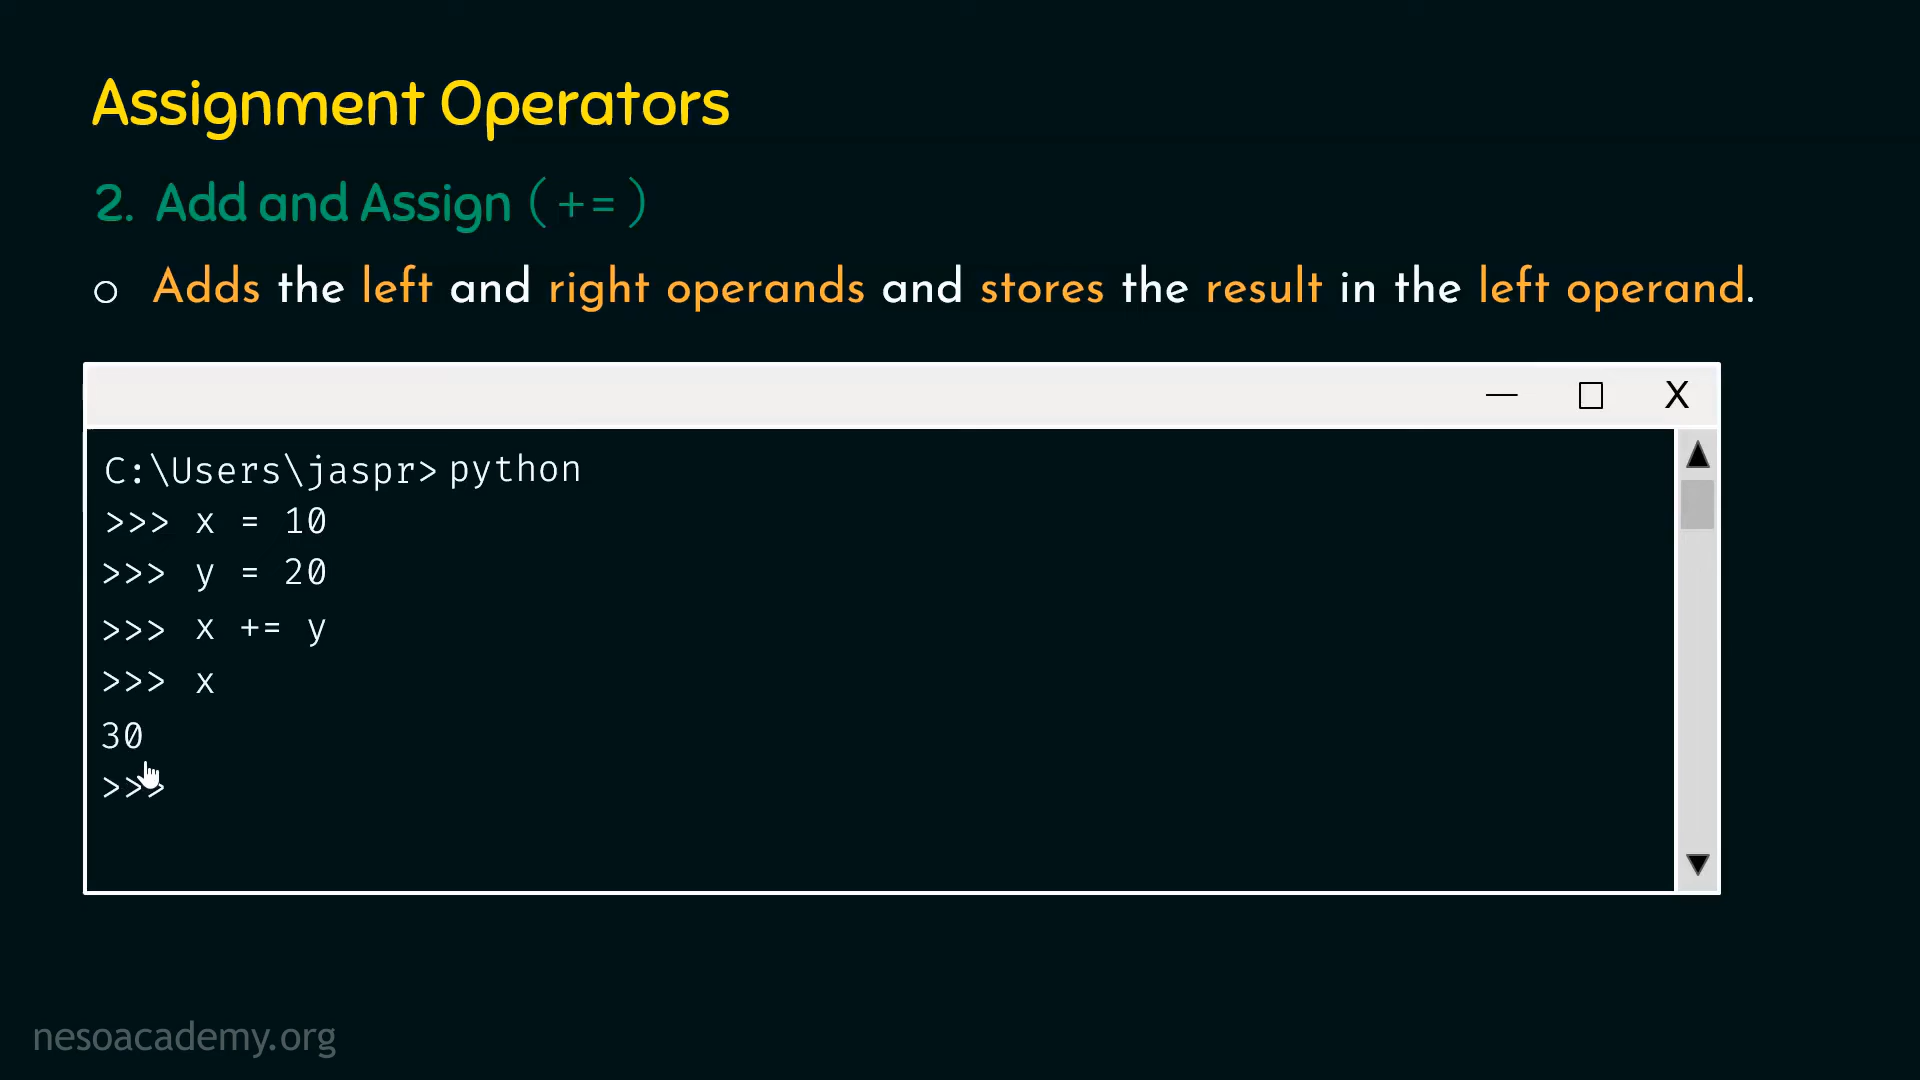 Assignment Operators
2. Add and Assign (+=)
○ Adds the left and right operands and stores the result in the left operand.
— □ X
C:\Users\jaspr> python
>>> x = 10
>>> y = 20
>>> x += y
>>> x
30
>>>
nesoacademy.org